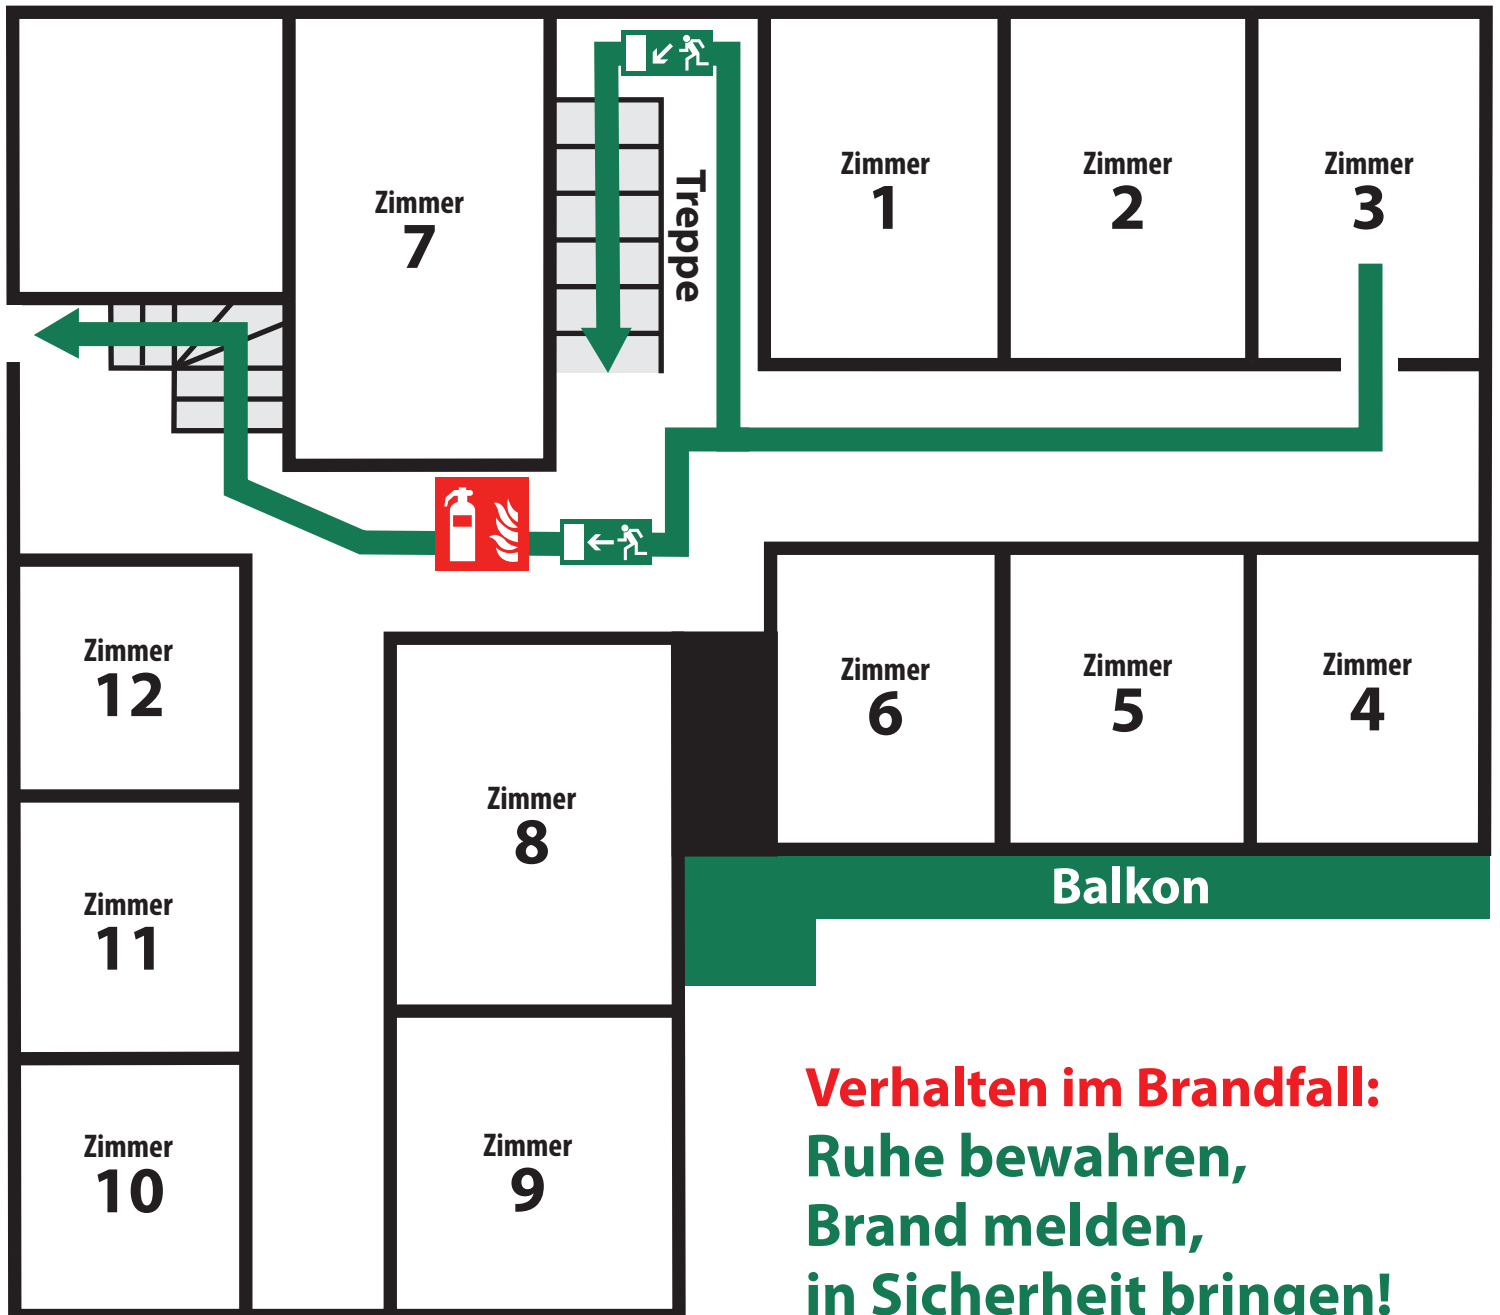 Zimmer
1
Zimmer
2
Zimmer
3
Zimmer
7
Treppe
Zimmer
12
Zimmer
6
Zimmer
5
Zimmer
4
Zimmer
8
Balkon
Zimmer
11
Zimmer
10
Zimmer
9
Verhalten im Brandfall:
Ruhe bewahren,
Brand melden,
in Sicherheit bringen!